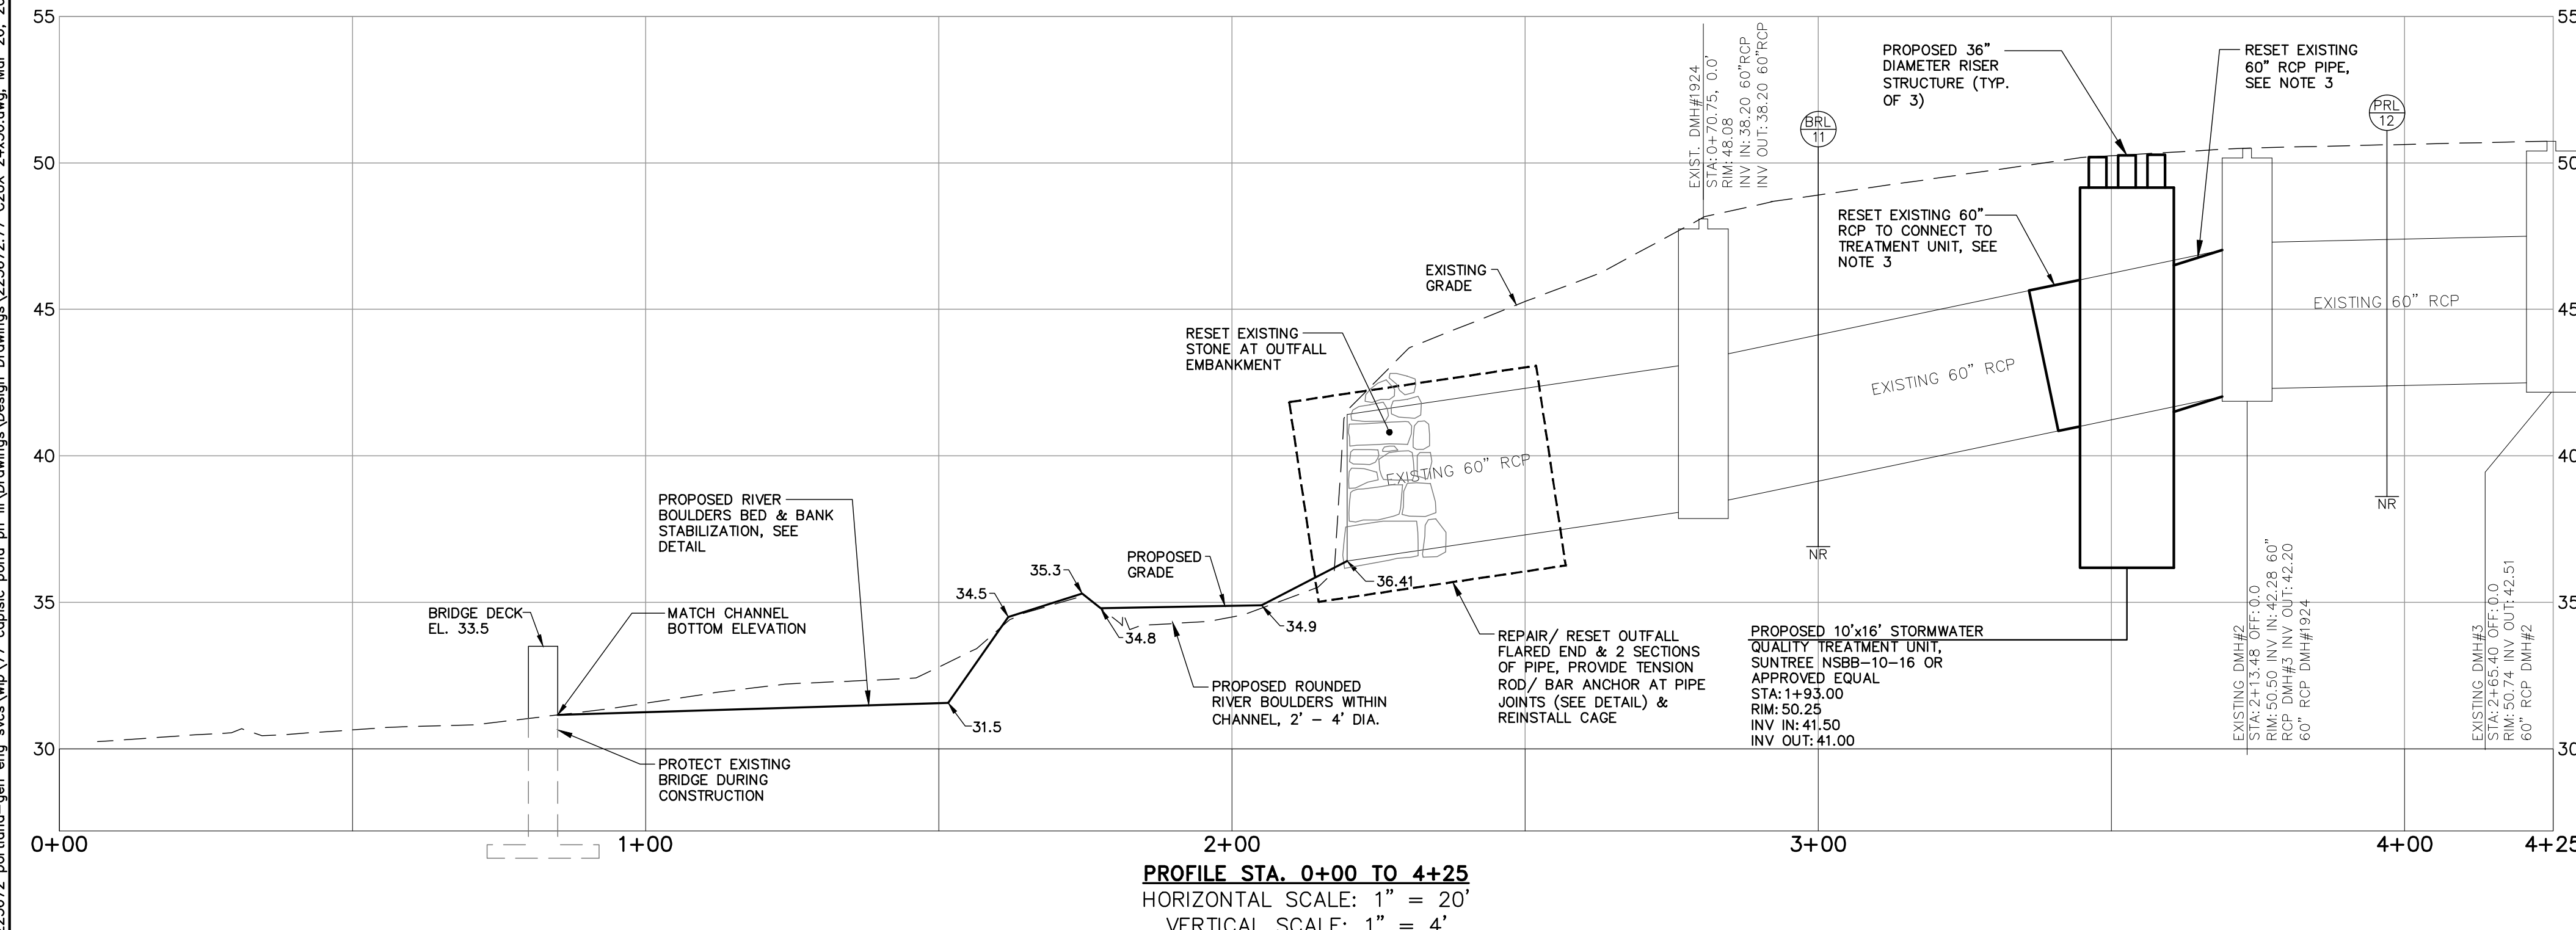 55
50
45
40
35
30
55
50
45
40
35
30
EXIST. DMH#1924
STA: 0+70.75, 0.0'
RIM: 48.08
INV IN: 38.20 60"RCP
INV OUT: 38.20 60"RCP
BRL
11
NR
PROPOSED 36"
DIAMETER RISER
STRUCTURE (TYP.
OF 3)
RESET EXISTING
60" RCP PIPE,
SEE NOTE 3
PRL
12
NR
RESET EXISTING 60"
RCP TO CONNECT TO
TREATMENT UNIT, SEE
NOTE 3
EXISTING
GRADE
EXISTING 60" RCP
EXISTING 60" RCP
EXISTING 60" RCP
RESET EXISTING
STONE AT OUTFALL
EMBANKMENT
PROPOSED RIVER
BOULDERS BED & BANK
STABILIZATION, SEE
DETAIL
BRIDGE DECK
EL. 33.5
MATCH CHANNEL
BOTTOM ELEVATION
PROTECT EXISTING
BRIDGE DURING
CONSTRUCTION
31.5
34.5
35.3
34.8
PROPOSED
GRADE
34.9
36.41
PROPOSED ROUNDED
RIVER BOULDERS WITHIN
CHANNEL, 2' - 4' DIA.
REPAIR/ RESET OUTFALL
FLARED END & 2 SECTIONS
OF PIPE, PROVIDE TENSION
ROD/ BAR ANCHOR AT PIPE
JOINTS (SEE DETAIL) &
REINSTALL CAGE
PROPOSED 10'x16' STORMWATER
QUALITY TREATMENT UNIT,
SUNTREE NSBB-10-16 OR
APPROVED EQUAL
STA: 1+93.00
RIM: 50.25
INV IN: 41.50
INV OUT: 41.00
EXISTING DMH#2
STA: 2+13.48 OFF: 0.0
RIM: 50.50 INV IN: 42.28 60"
RCP DMH#3 INV OUT: 42.20
60" RCP DMH#1924
EXISTING DMH#3
STA: 2+65.40 OFF: 0.0
RIM: 50.74 INV OUT: 42.51
60" RCP DMH#2
0+00
1+00
2+00
3+00
4+00
4+25
PROFILE STA. 0+00 TO 4+25
HORIZONTAL SCALE: 1" = 20'
VERTICAL SCALE: 1" = 4'